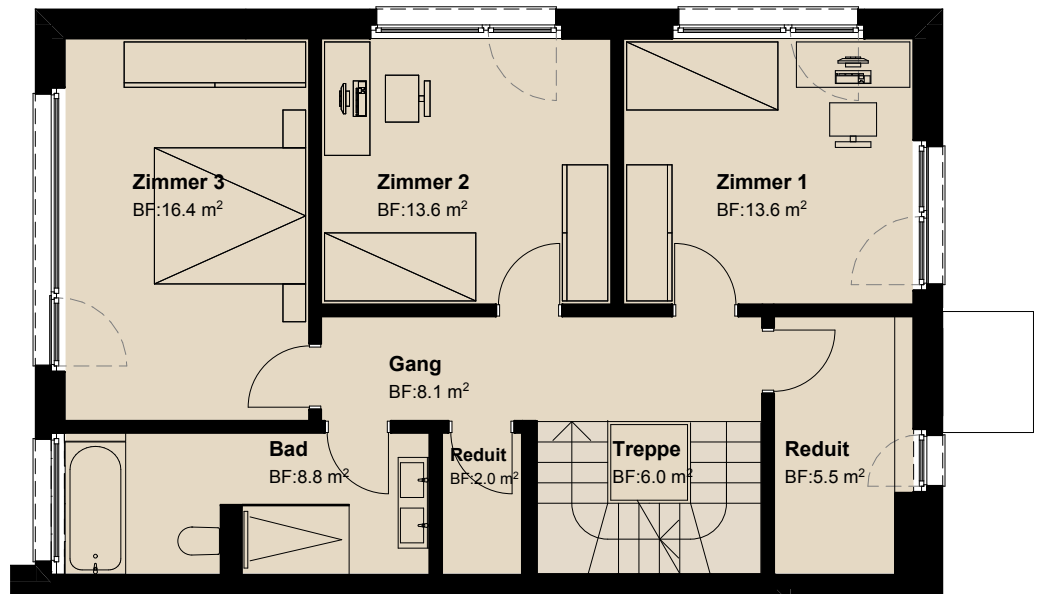 Zimmer 3
BF:16.4 m²
Zimmer 2
BF:13.6 m²
Zimmer 1
BF:13.6 m²
Gang
BF:8.1 m²
Bad
BF:8.8 m²
Reduit
BF:2.0 m²
Treppe
BF:6.0 m²
Reduit
BF:5.5 m²